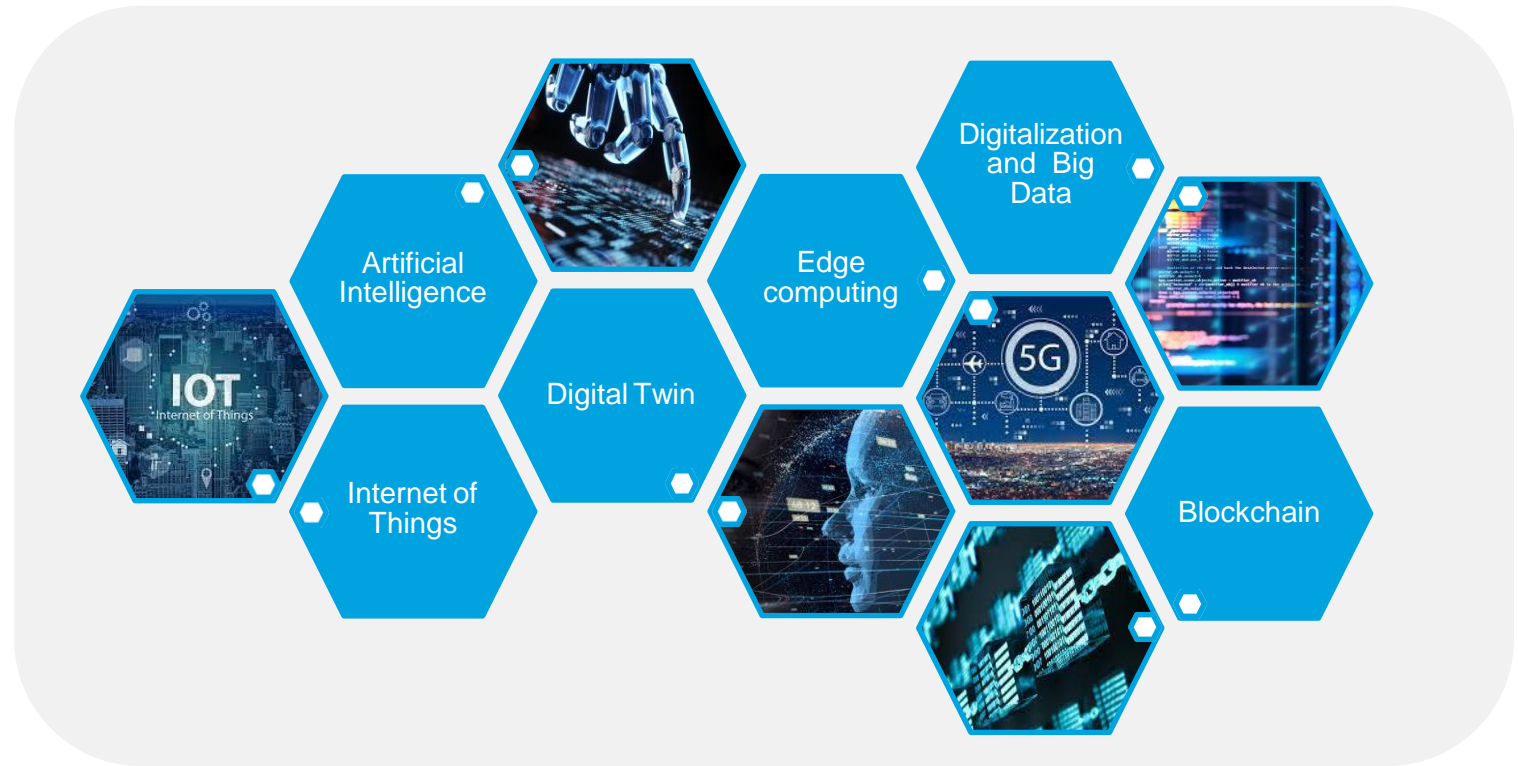 Digitalization
and Big
Data
Artificial
Intelligence
Edge
computing
IOT
Internet of Things
5G
Digital Twin
Internet of
Things
Blockchain